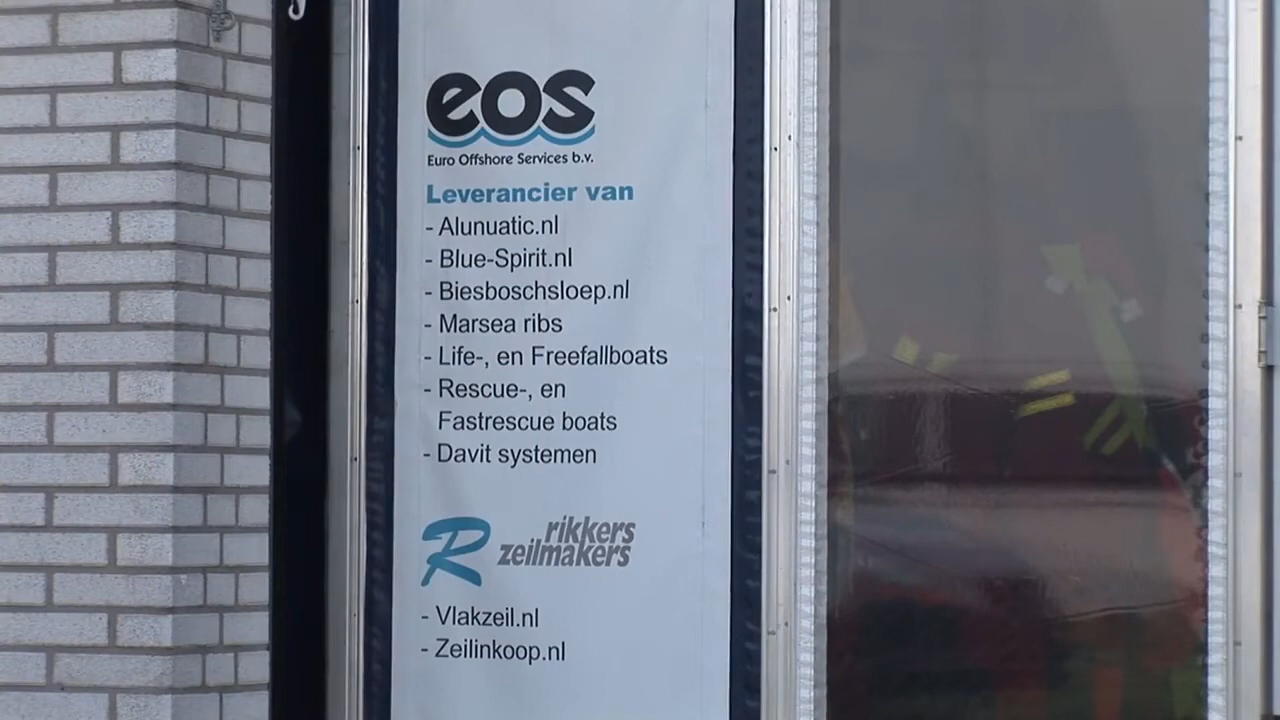 eos
Euro Offshore Services b.v.
Leverancier van
- Alunuatic.nl
- Blue-Spirit.nl
- Biesboschsloep.nl
- Marsea ribs
- Life-, en Freefallboats
- Rescue-, en
Fastrescue boats
- Davit systemen
R rikkers
zeilmakers
- Vlakzeil.nl
- Zeilinkoop.nl